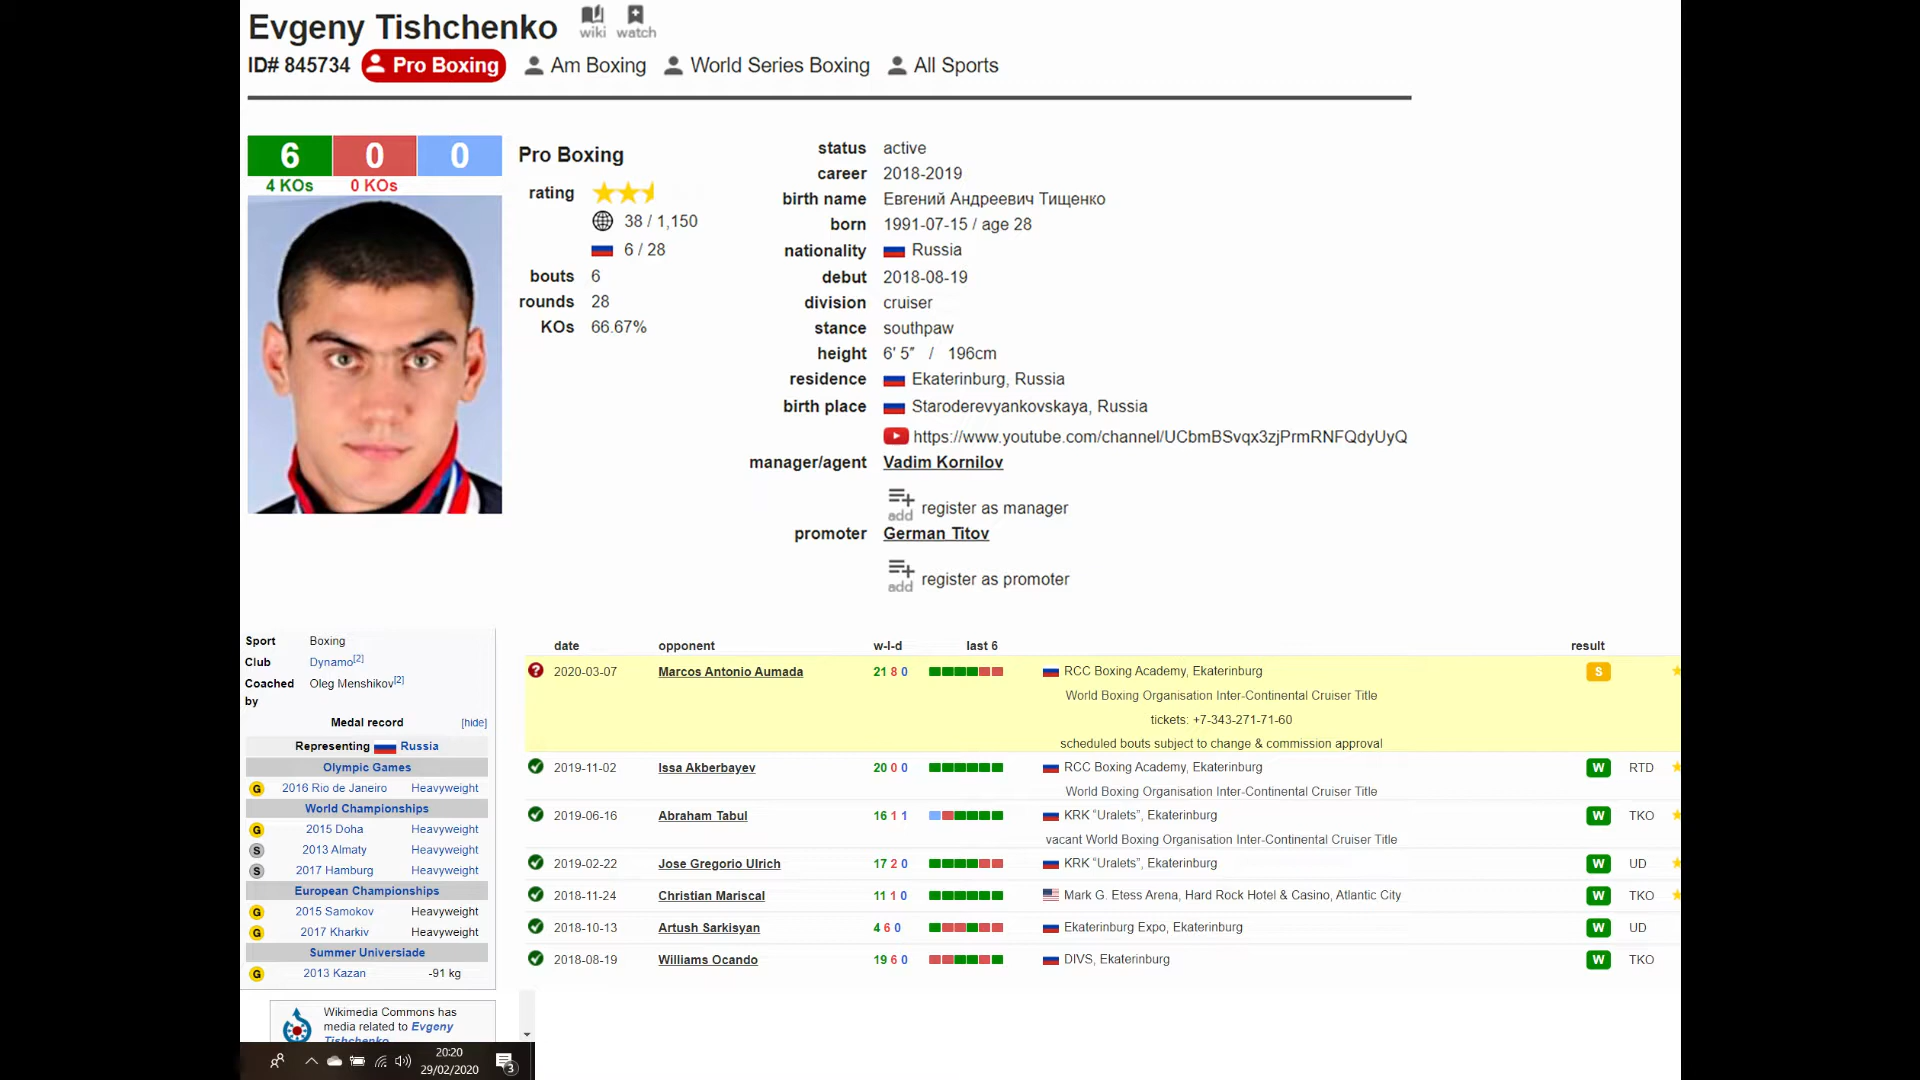 Evgeny Tishchenko
wiki watch
ID# 845734 Pro Boxing Am Boxing World Series Boxing All Sports
6 0 0
4 KOs 0 KOs
Pro Boxing
rating
38 / 1,150
6 / 28
bouts 6
rounds 28
KOs 66.67%
status active
career 2018-2019
birth name Евгений Андреевич Тищенко
born 1991-07-15 / age 28
nationality Russia
debut 2018-08-19
division cruiser
stance southpaw
height 6′ 5″ / 196cm
residence Ekaterinburg, Russia
birth place Staroderevyankovskaya, Russia
https://www.youtube.com/channel/UCbmBSvqx3zjPrmRNFQdyUyQ
manager/agent Vadim Kornilov
add register as manager
promoter German Titov
add register as promoter
Sport Boxing
Club Dynamo[2]
Coached Oleg Menshikov[2]
by
Medal record [hide]
Representing Russia
Olympic Games
G 2016 Rio de Janeiro Heavyweight
World Championships
G 2015 Doha Heavyweight
S 2013 Almaty Heavyweight
S 2017 Hamburg Heavyweight
European Championships
G 2015 Samokov Heavyweight
G 2017 Kharkiv Heavyweight
Summer Universiade
G 2013 Kazan -91 kg
Wikimedia Commons has
media related to Evgeny
Tishchenko
date opponent w-l-d last 6 result
? 2020-03-07 Marcos Antonio Aumada 21 8 0 RCC Boxing Academy, Ekaterinburg S
World Boxing Organisation Inter-Continental Cruiser Title
tickets: +7-343-271-71-60
scheduled bouts subject to change & commission approval
2019-11-02 Issa Akberbayev 20 0 0 RCC Boxing Academy, Ekaterinburg W RTD
World Boxing Organisation Inter-Continental Cruiser Title
2019-06-16 Abraham Tabul 16 1 1 KRK “Uralets”, Ekaterinburg W TKO
vacant World Boxing Organisation Inter-Continental Cruiser Title
2019-02-22 Jose Gregorio Ulrich 17 2 0 KRK “Uralets”, Ekaterinburg W UD
2018-11-24 Christian Mariscal 11 1 0 Mark G. Etess Arena, Hard Rock Hotel & Casino, Atlantic City W TKO
2018-10-13 Artush Sarkisyan 4 6 0 Ekaterinburg Expo, Ekaterinburg W UD
2018-08-19 Williams Ocando 19 6 0 DIVS, Ekaterinburg W TKO
20:20
29/02/2020
3